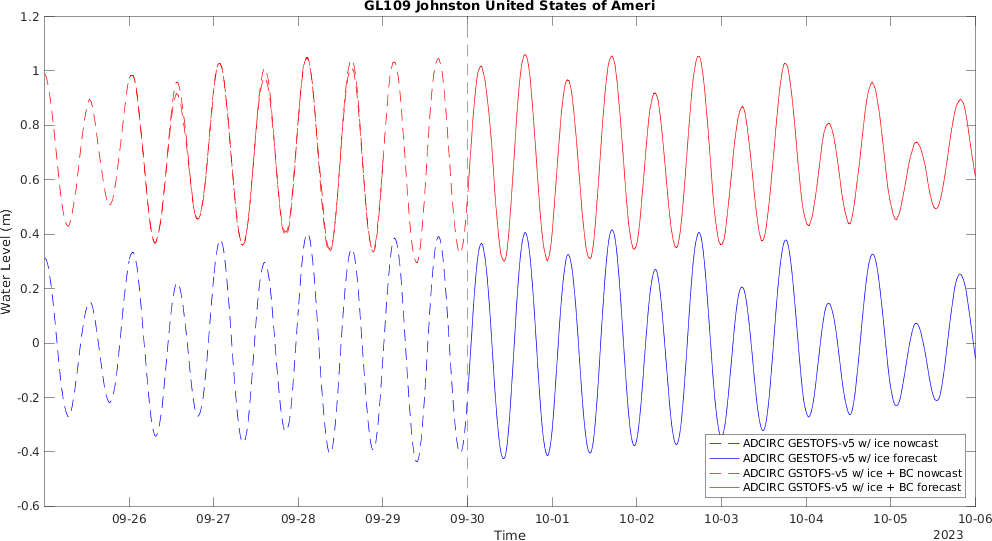 GL109 Johnston United States of Ameri
1.2
1
0.8
0.6
0.4
0.2
0
-0.2
-0.4
-0.6
Water Level (m)
ADCIRC GESTOFS-v5 w/ ice nowcast
ADCIRC GESTOFS-v5 w/ ice forecast
ADCIRC GSTOFS-v5 w/ ice + BC nowcast
ADCIRC GSTOFS-v5 w/ ice + BC forecast
09-26 09-27 09-28 09-29 09-30 10-01 10-02 10-03 10-04 10-05 10-06
Time
2023